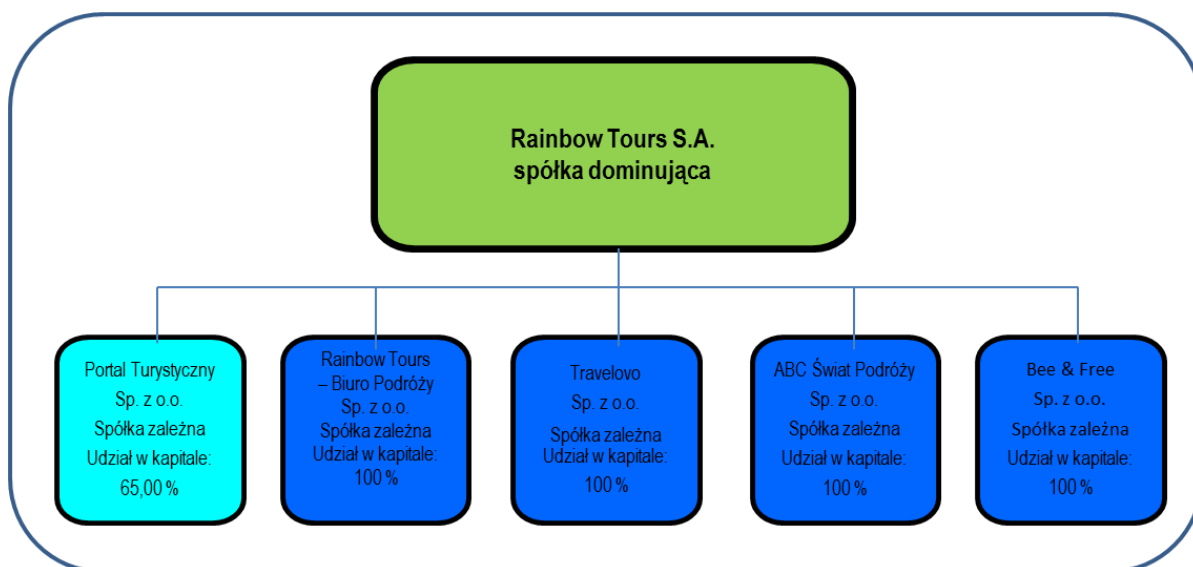 Rainbow Tours S.A.
spółka dominująca
Portal Turystyczny
Sp. z o.o.
Spółka zależna
Udział w kapitale:
65,00 %
Rainbow Tours
– Biuro Podróży
Sp. z o.o.
Spółka zależna
Udział w kapitale:
100 %
Travelovo
Sp. z o.o.
Spółka zależna
Udział w kapitale:
100 %
ABC Świat Podróży
Sp. z o.o.
Spółka zależna
Udział w kapitale:
100 %
Bee & Free
Sp. z o.o.
Spółka zależna
Udział w kapitale:
100 %